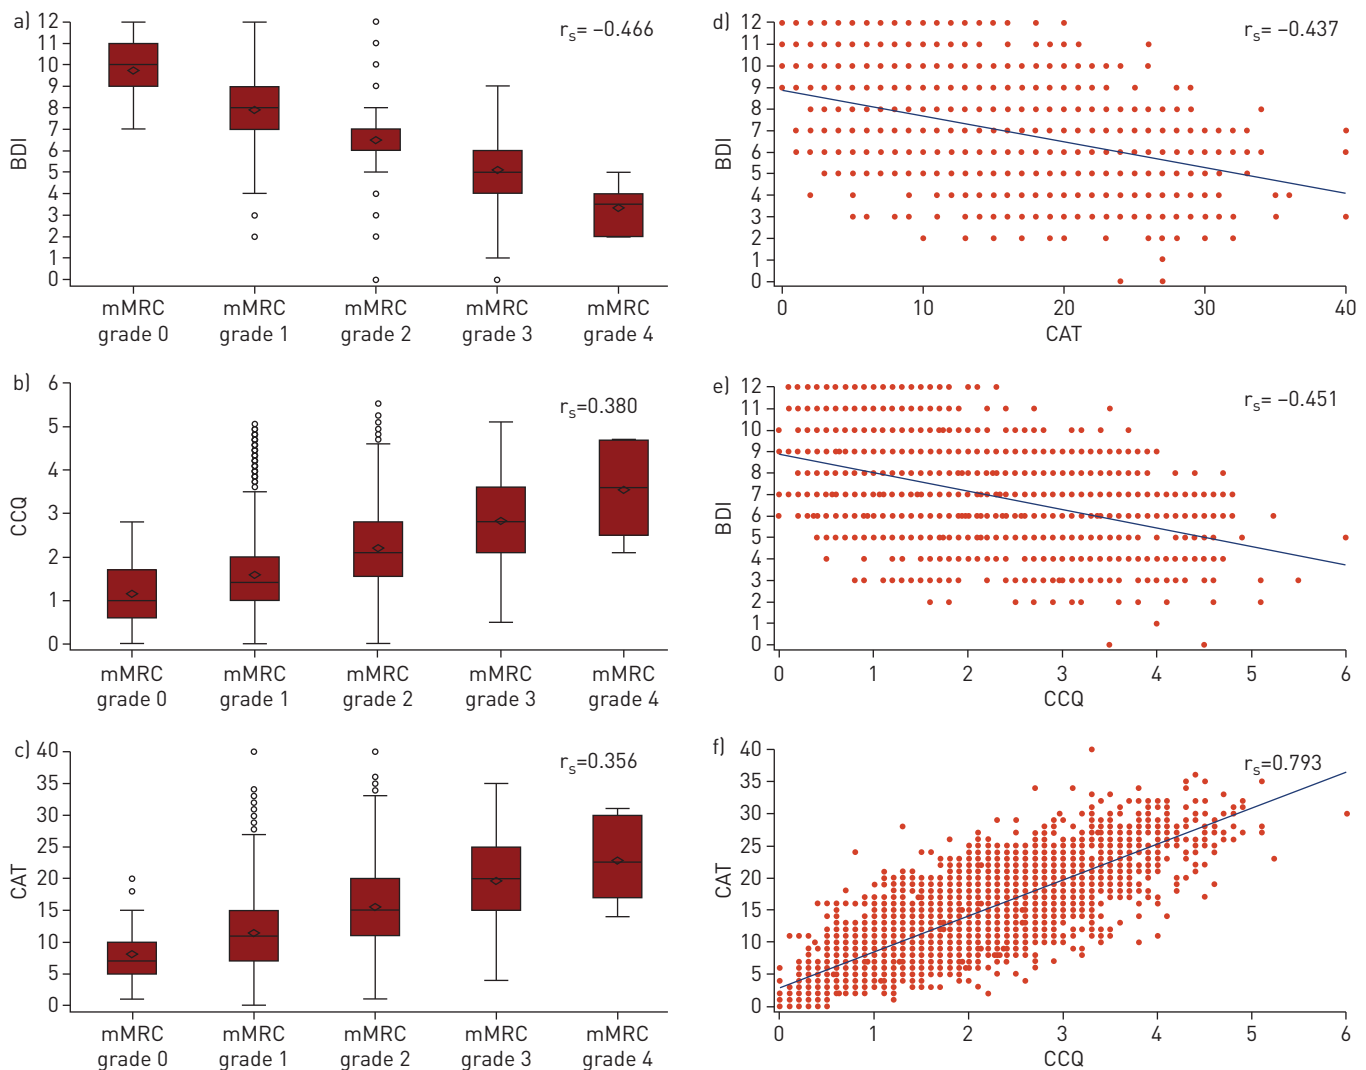 a)
12
11
10
9
8
7
6
5
4
3
2
1
0
BDI
rs= –0.466
mMRC mMRC mMRC mMRC mMRC
grade 0 grade 1 grade 2 grade 3 grade 4
d)
12
11
10
9
8
7
6
5
4
3
2
1
0
BDI
rs= –0.437
0 10 20 30 40
CAT
b)
6
5
4
3
2
1
0
CCQ
rs=0.380
mMRC mMRC mMRC mMRC mMRC
grade 0 grade 1 grade 2 grade 3 grade 4
e)
12
11
10
9
8
7
6
5
4
3
2
1
0
BDI
rs= –0.451
0 1 2 3 4 5 6
CCQ
c)
40
35
30
25
20
15
10
5
0
CAT
rs=0.356
mMRC mMRC mMRC mMRC mMRC
grade 0 grade 1 grade 2 grade 3 grade 4
f)
40
35
30
25
20
15
10
5
0
CAT
rs=0.793
0 1 2 3 4 5 6
CCQ